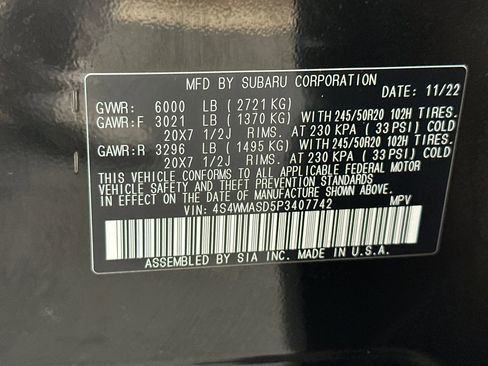 MFD BY SUBARU CORPORATION
DATE: 11/22
GVWR: 6000 LB ( 2721 KG)
GAWR:F 3021 LB ( 1370 KG) WITH 245/50R20 102H TIRES,
20X7 1/2J RIMS. AT 230 KPA ( 33 PSI) COLD
GAWR:R 3296 LB ( 1495 KG) WITH 245/50R20 102H TIRES,
20X7 1/2J RIMS. AT 230 KPA ( 33 PSI) COLD
THIS VEHICLE CONFORMS TO ALL APPLICABLE FEDERAL MOTOR
VEHICLE SAFETY STANDARDS
IN EFFECT ON THE DATE OF MANUFACTURE SHOWN ABOVE.
VIN: 4S4WMASD5P3407742 MPV
ASSEMBLED BY SIA INC. MADE IN U.S.A.